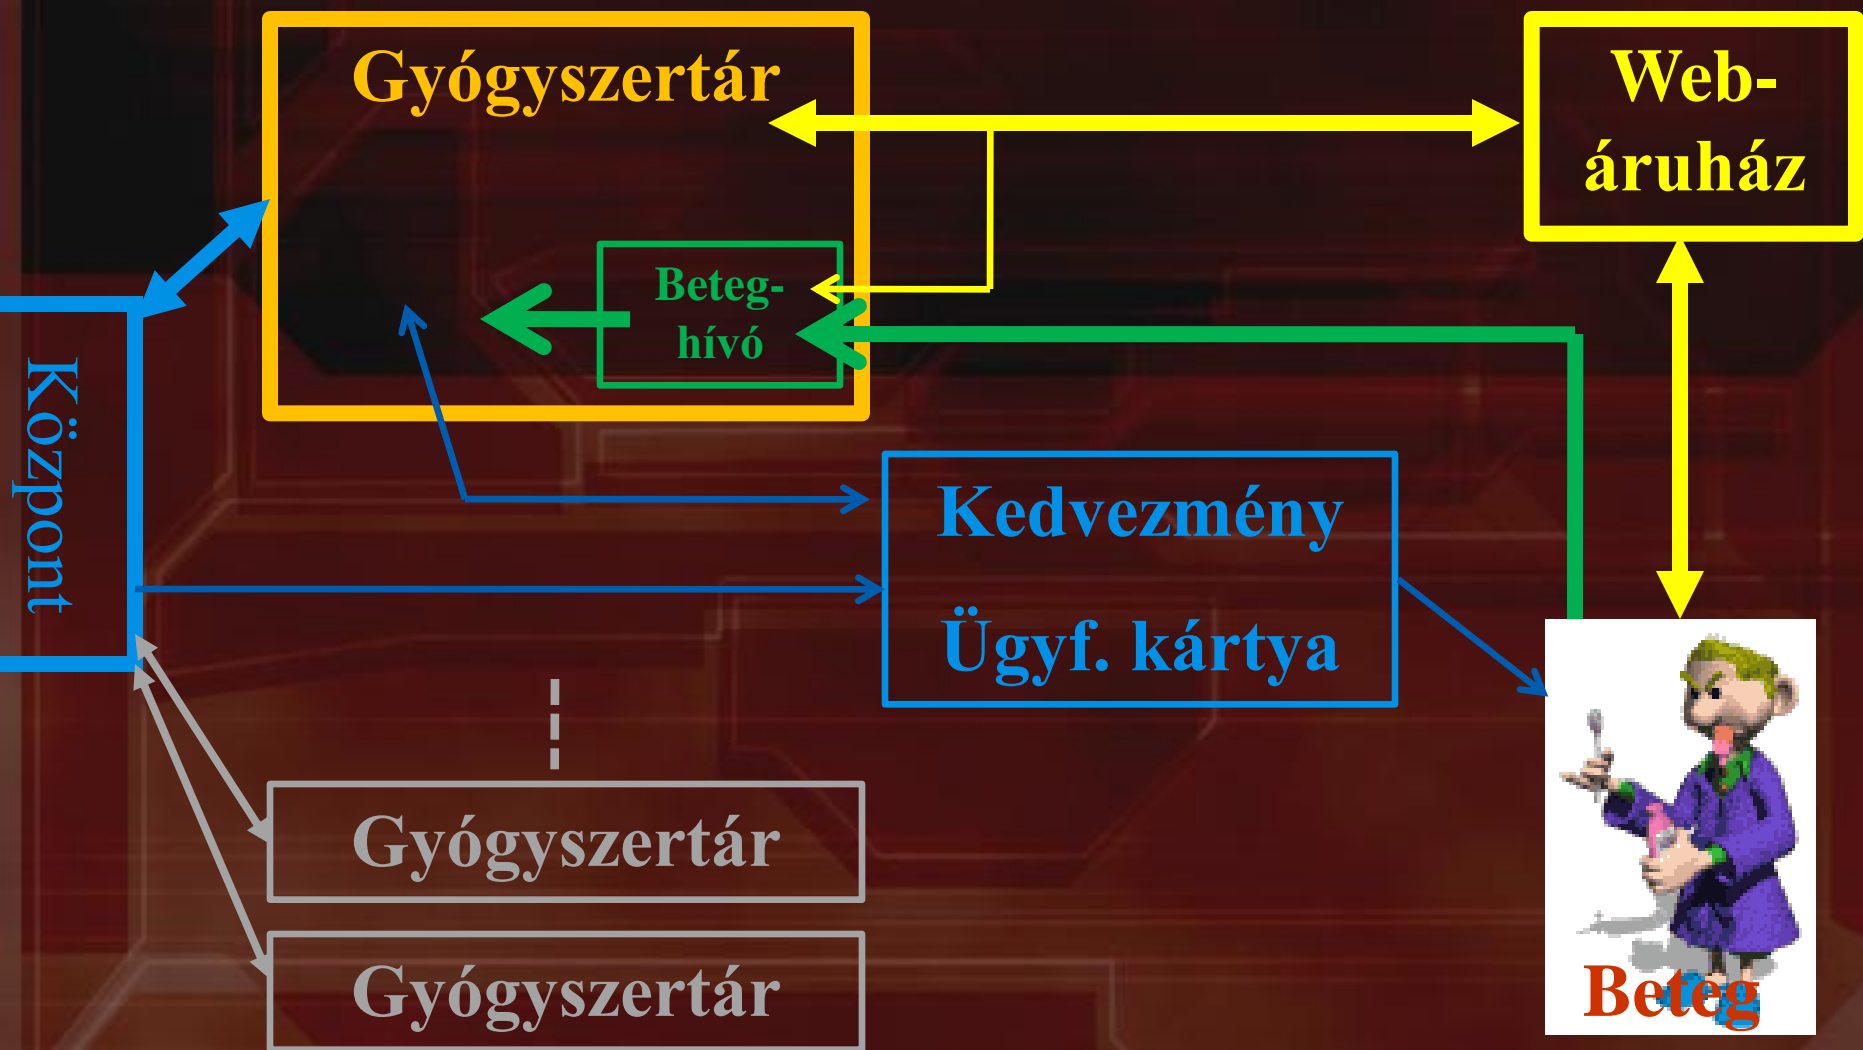 Gyógyszertár
Web-
áruház
Beteg-
hívó
Központ
Kedvezmény
Ügyf. kártya
Gyógyszertár
Gyógyszertár
Beteg